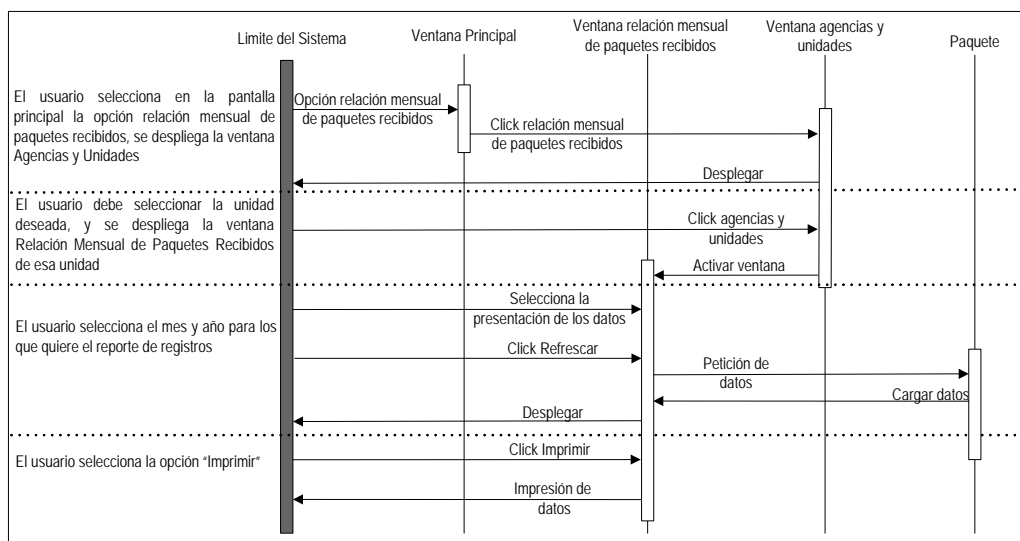 Limite del Sistema
Ventana Principal
Ventana relación mensual
de paquetes recibidos
Ventana agencias y
unidades
Paquete
El usuario selecciona en la pantalla
principal la opción relación mensual de
paquetes recibidos, se despliega la ventana
Agencias y Unidades
Opción relación mensual
de paquetes recibidos
Click relación mensual
de paquetes recibidos
Desplegar
El usuario debe seleccionar la unidad
deseada, y se despliega la ventana
Relación Mensual de Paquetes Recibidos
de esa unidad
Click agencias y
unidades
Activar ventana
El usuario selecciona el mes y año para los
que quiere el reporte de registros
Selecciona la
presentación de los datos
Click Refrescar
Petición de
datos
Cargar datos
Desplegar
El usuario selecciona la opción “Imprimir”
Click Imprimir
Impresión de
datos